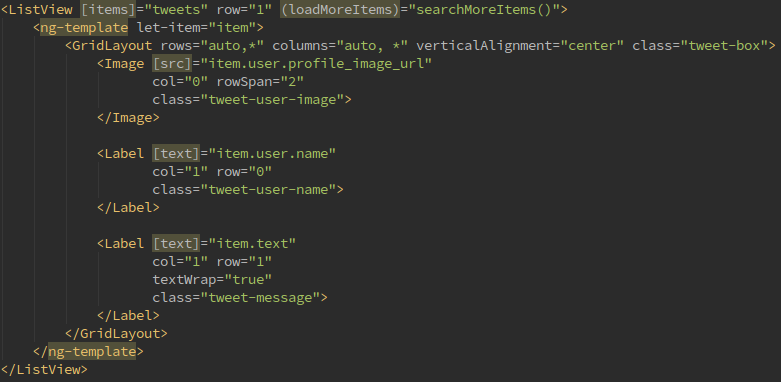 <ListView [items]="tweets" row="1" (loadMoreItems)="searchMoreItems()">
    <ng-template let-item="item">
        <GridLayout rows="auto,*" columns="auto, *" verticalAlignment="center" class="tweet-box">
            <Image [src]="item.user.profile_image_url"
                   col="0" rowSpan="2"
                   class="tweet-user-image">
            </Image>

            <Label [text]="item.user.name"
                   col="1" row="0"
                   class="tweet-user-name">
            </Label>

            <Label [text]="item.text"
                   col="1" row="1"
                   textWrap="true"
                   class="tweet-message">
            </Label>
        </GridLayout>
    </ng-template>
</ListView>